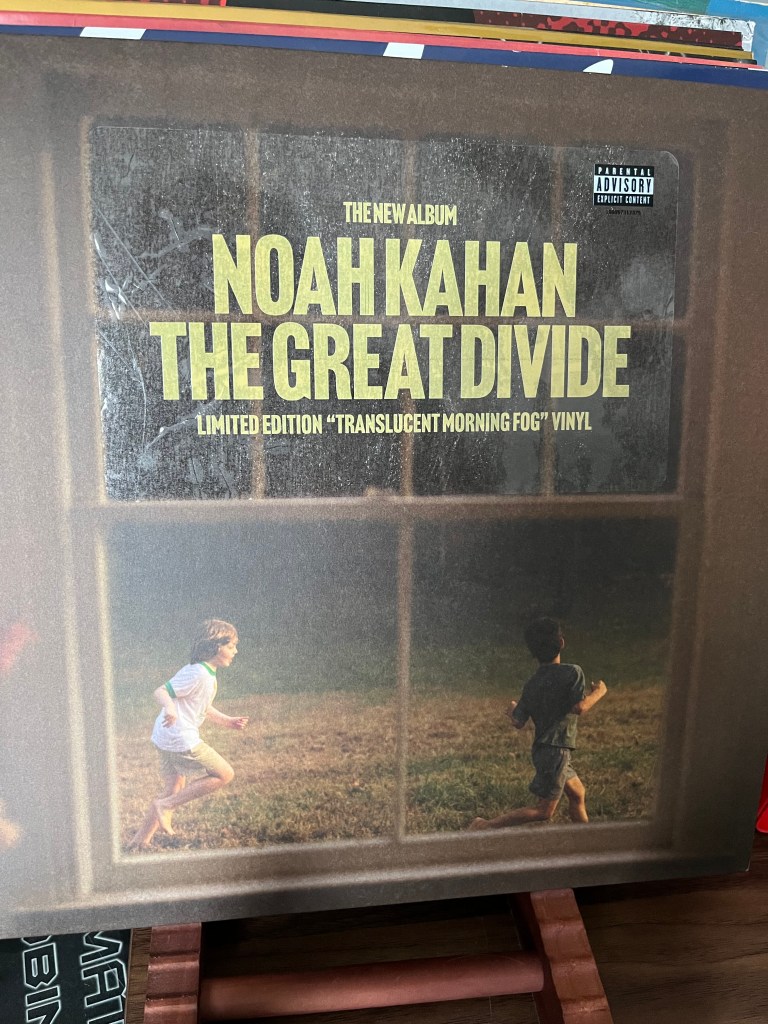 PARENTAL
ADVISORY
EXPLICIT CONTENT
THE NEW ALBUM
NOAH KAHAN
THE GREAT DIVIDE
LIMITED EDITION “TRANSLUCENT MORNING FOG” VINYL